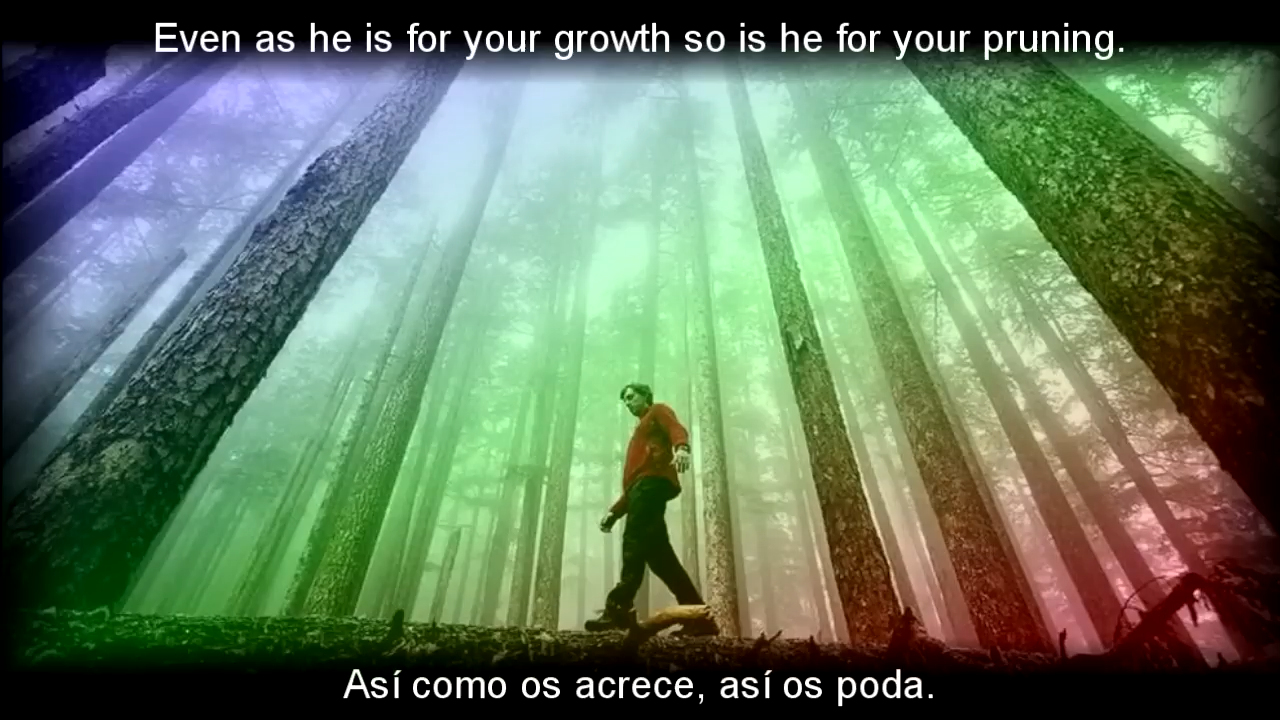 Even as he is for your growth so is he for your pruning.
Así como os acrece, así os poda.